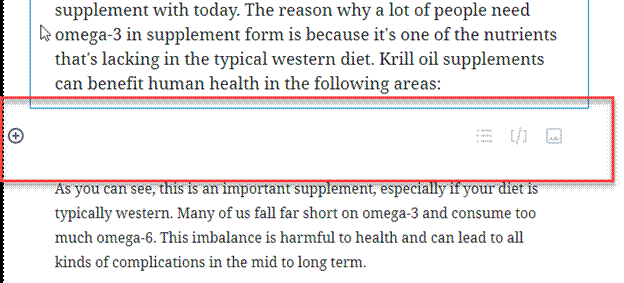 supplement with today. The reason why a lot of people need
omega-3 in supplement form is because it's one of the nutrients
that's lacking in the typical western diet. Krill oil supplements
can benefit human health in the following areas:
As you can see, this is an important supplement, especially if your diet is
typically western. Many of us fall far short on omega-3 and consume too
much omega-6. This imbalance is harmful to health and can lead to all
kinds of complications in the mid to long term.